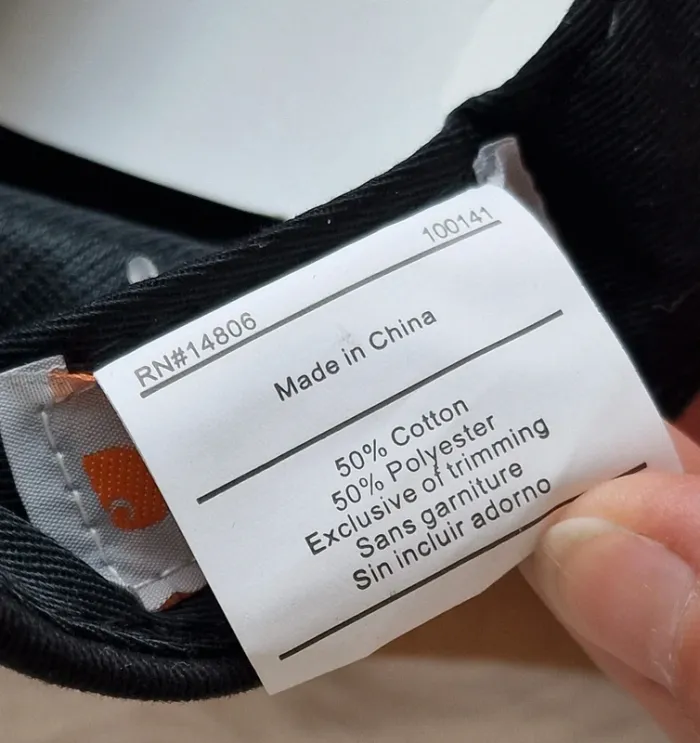 RN#14806 100141
Made in China
50% Cotton
50% Polyester
Exclusive of trimming
Sans garniture
Sin incluir adorno